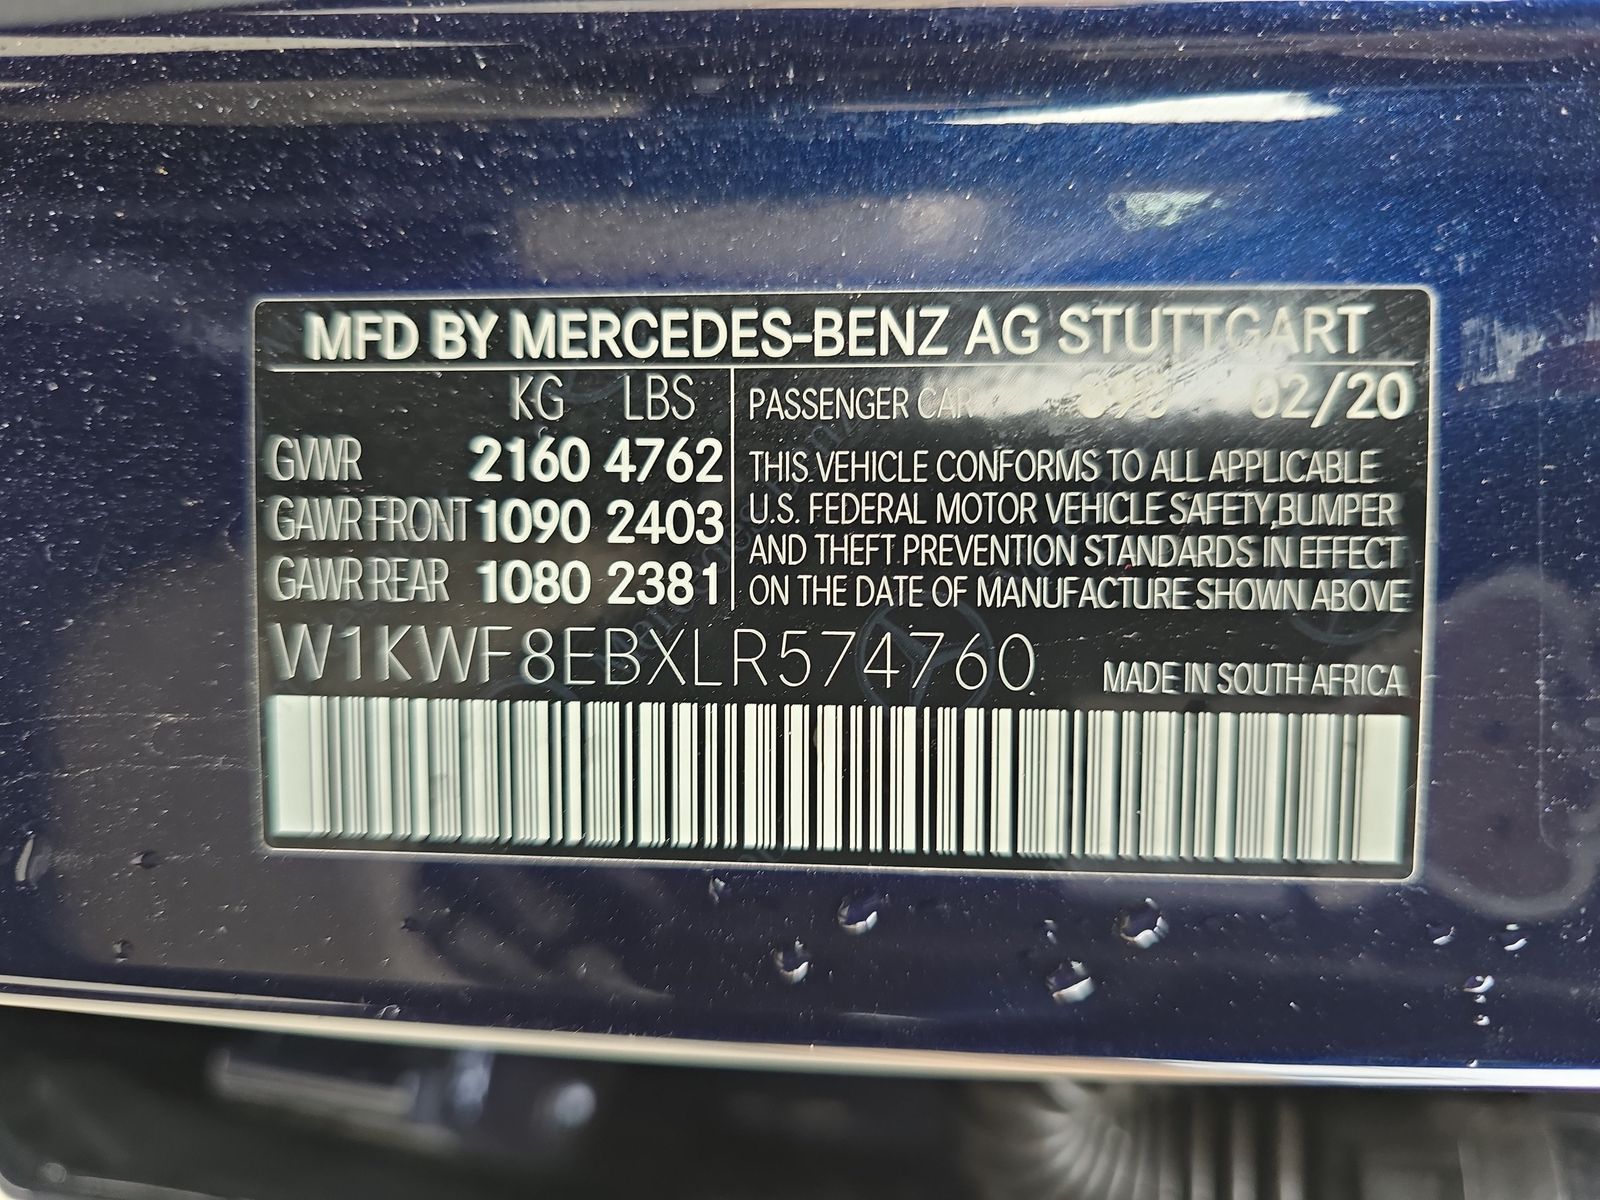 MFD BY MERCEDES-BENZ AG STUTTGART
KG LBS
GVWR 2160 4762
GAWR FRONT 1090 2403
GAWR REAR 1080 2381
PASSENGER CAR 02/20
THIS VEHICLE CONFORMS TO ALL APPLICABLE
U.S. FEDERAL MOTOR VEHICLE SAFETY,BUMPER
AND THEFT PREVENTION STANDARDS IN EFFECT
ON THE DATE OF MANUFACTURE SHOWN ABOVE
W1KWF8EBXLR574760
MADE IN SOUTH AFRICA